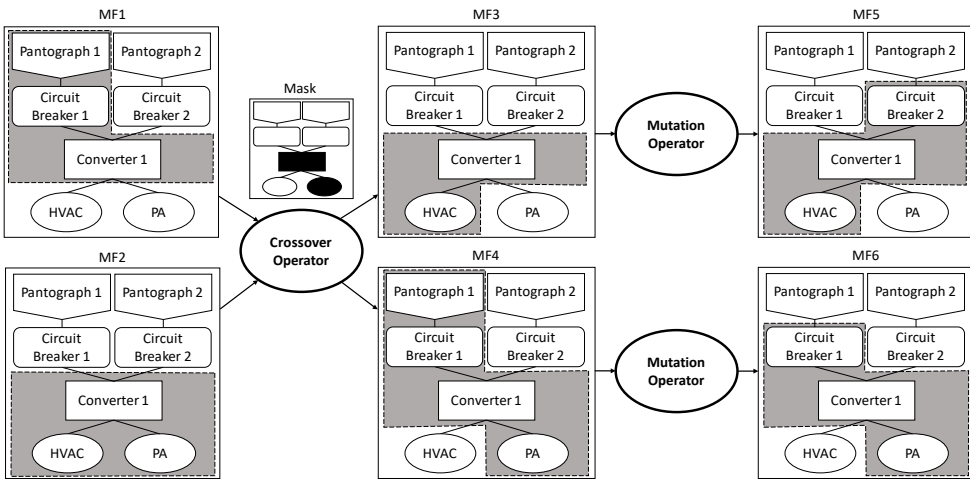 MF1
Pantograph 1
Pantograph 2
Circuit
Breaker 1
Circuit
Breaker 2
Converter 1
HVAC
PA
MF2
Pantograph 1
Pantograph 2
Circuit
Breaker 1
Circuit
Breaker 2
Converter 1
HVAC
PA
Mask
Crossover
Operator
MF3
Pantograph 1
Pantograph 2
Circuit
Breaker 1
Circuit
Breaker 2
Converter 1
HVAC
PA
MF4
Pantograph 1
Pantograph 2
Circuit
Breaker 1
Circuit
Breaker 2
Converter 1
HVAC
PA
Mutation
Operator
Mutation
Operator
MF5
Pantograph 1
Pantograph 2
Circuit
Breaker 1
Circuit
Breaker 2
Converter 1
HVAC
PA
MF6
Pantograph 1
Pantograph 2
Circuit
Breaker 1
Circuit
Breaker 2
Converter 1
HVAC
PA